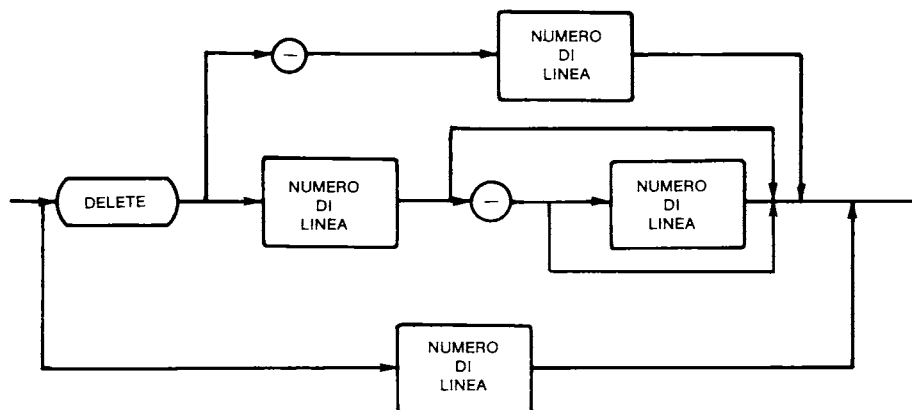 −
NUMERO
DI
LINEA
DELETE
NUMERO
DI
LINEA
−
NUMERO
DI
LINEA
NUMERO
DI
LINEA